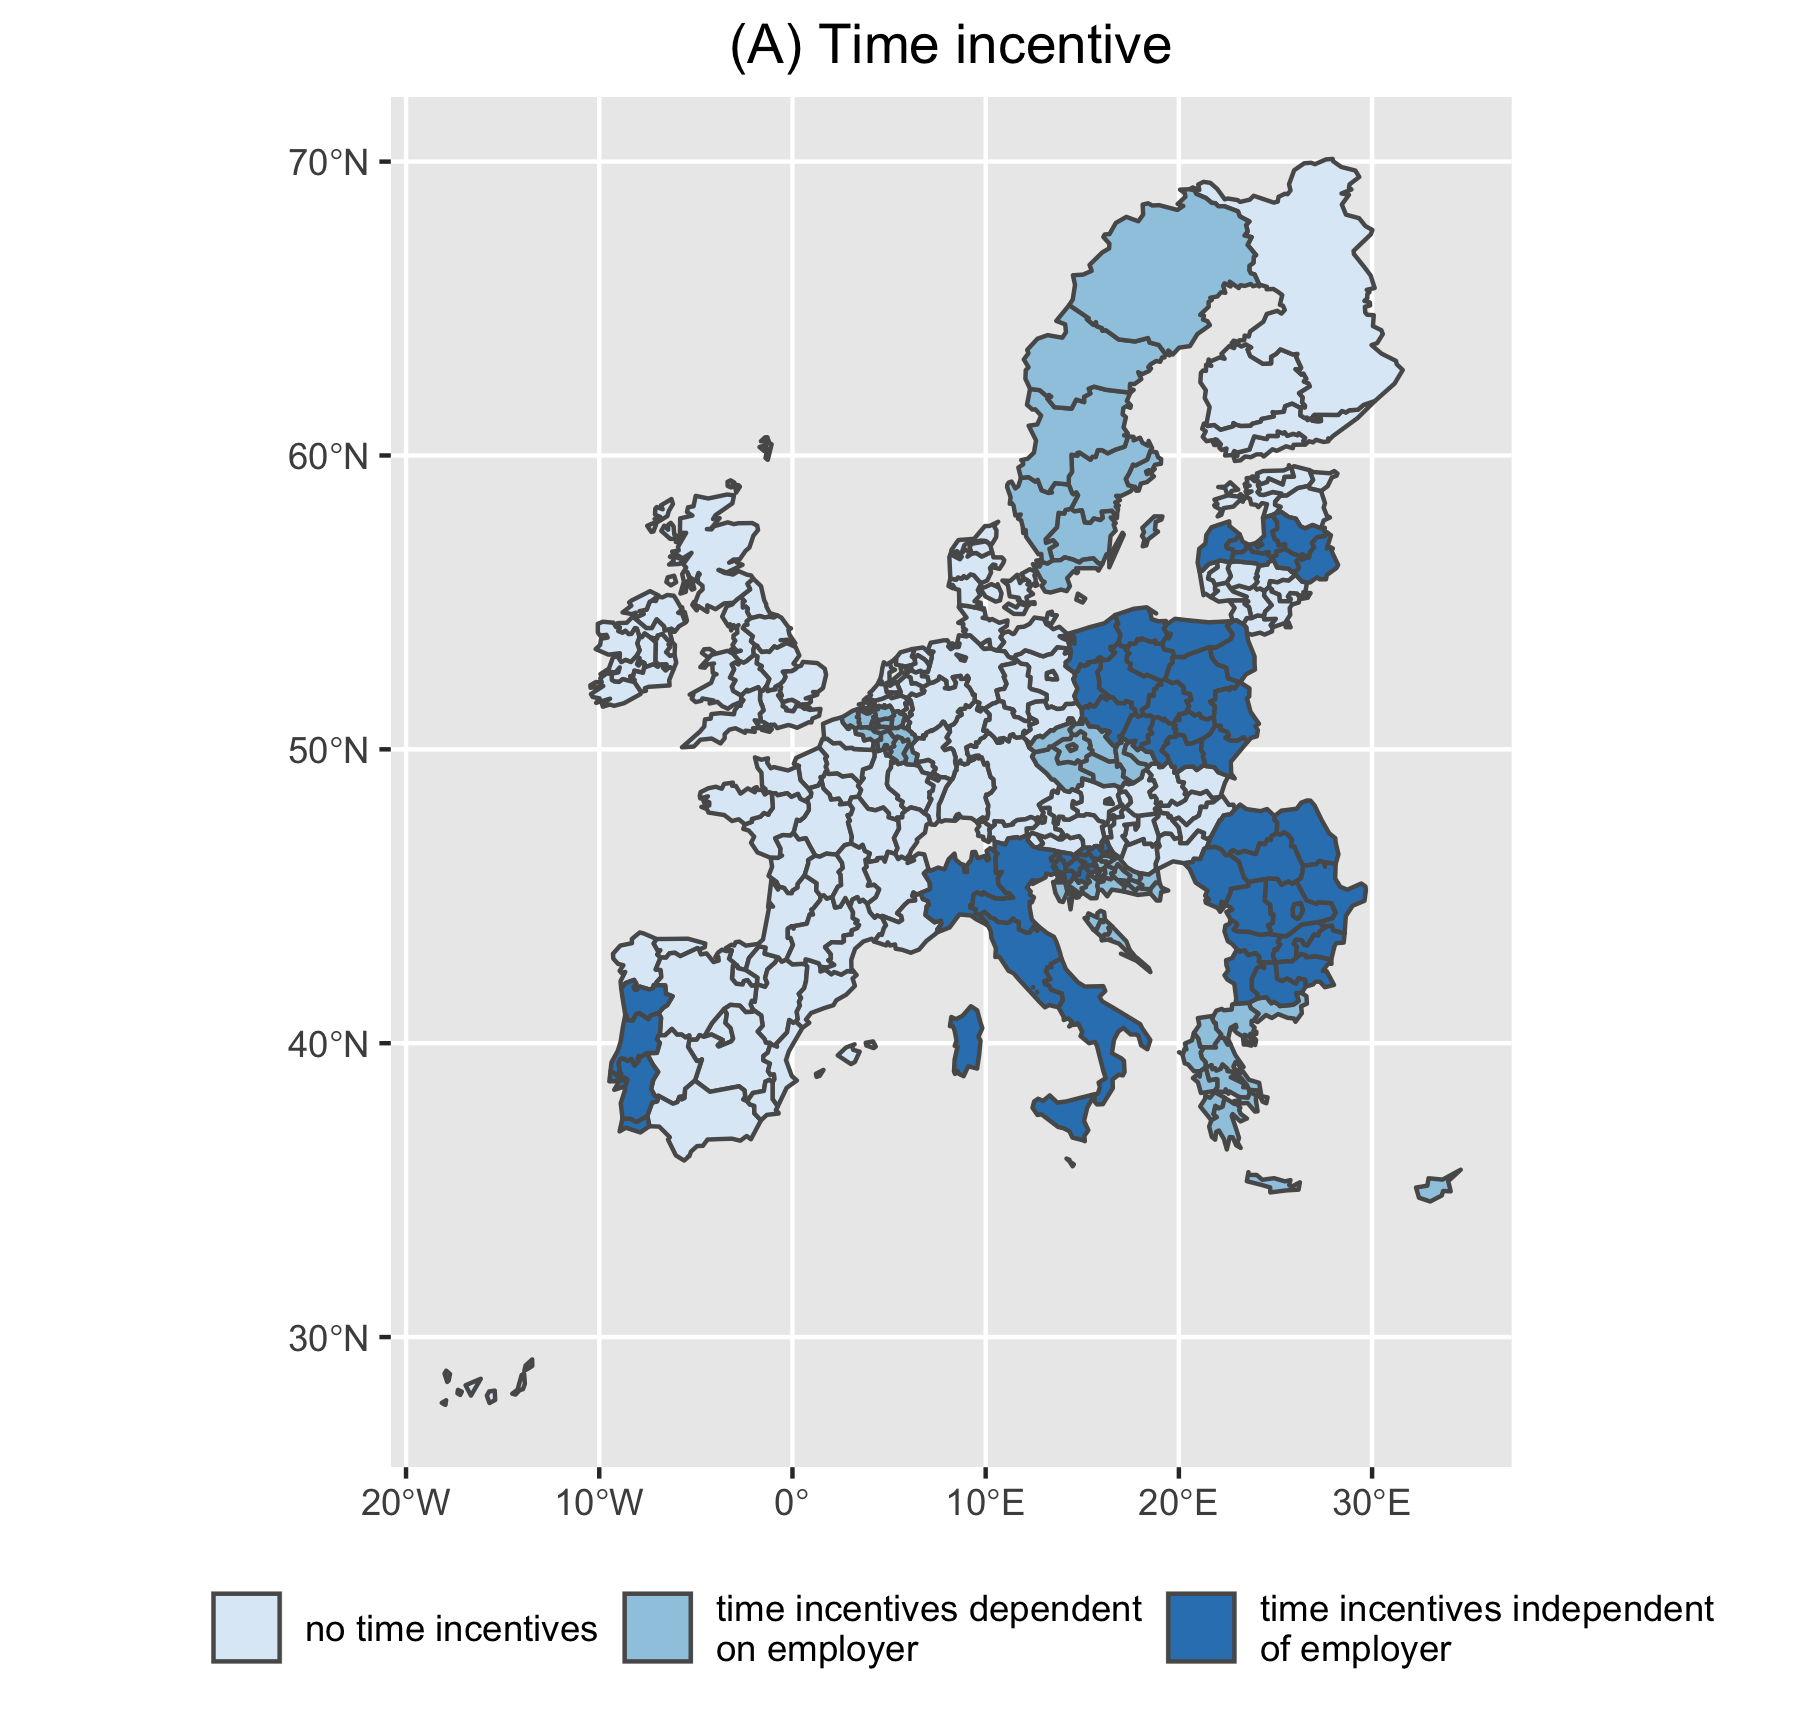 (A) Time incentive
70°N
60°N
50°N
40°N
30°N
20°W 10°W 0° 10°E 20°E 30°E
no time incentives
time incentives dependent
on employer
time incentives independent
of employer